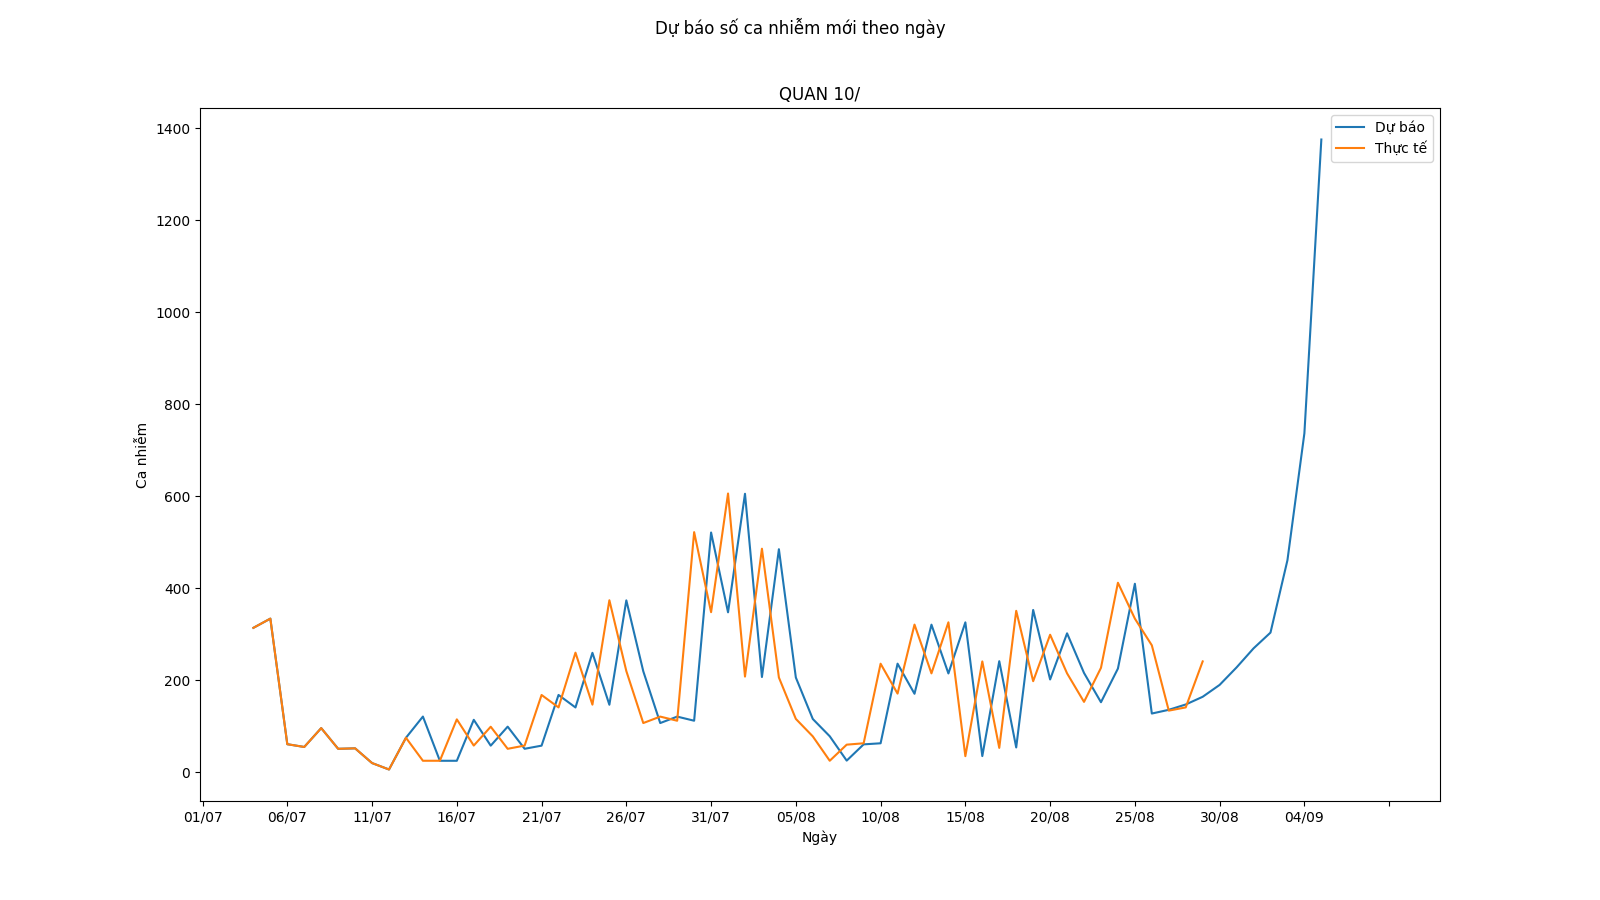 Dự báo số ca nhiễm mới theo ngày
QUAN 10/
Dự báo
Thực tế
1400
1200
1000
800
600
400
200
0
Ca nhiễm
01/07 06/07 11/07 16/07 21/07 26/07 31/07 05/08 10/08 15/08 20/08 25/08 30/08 04/09
Ngày